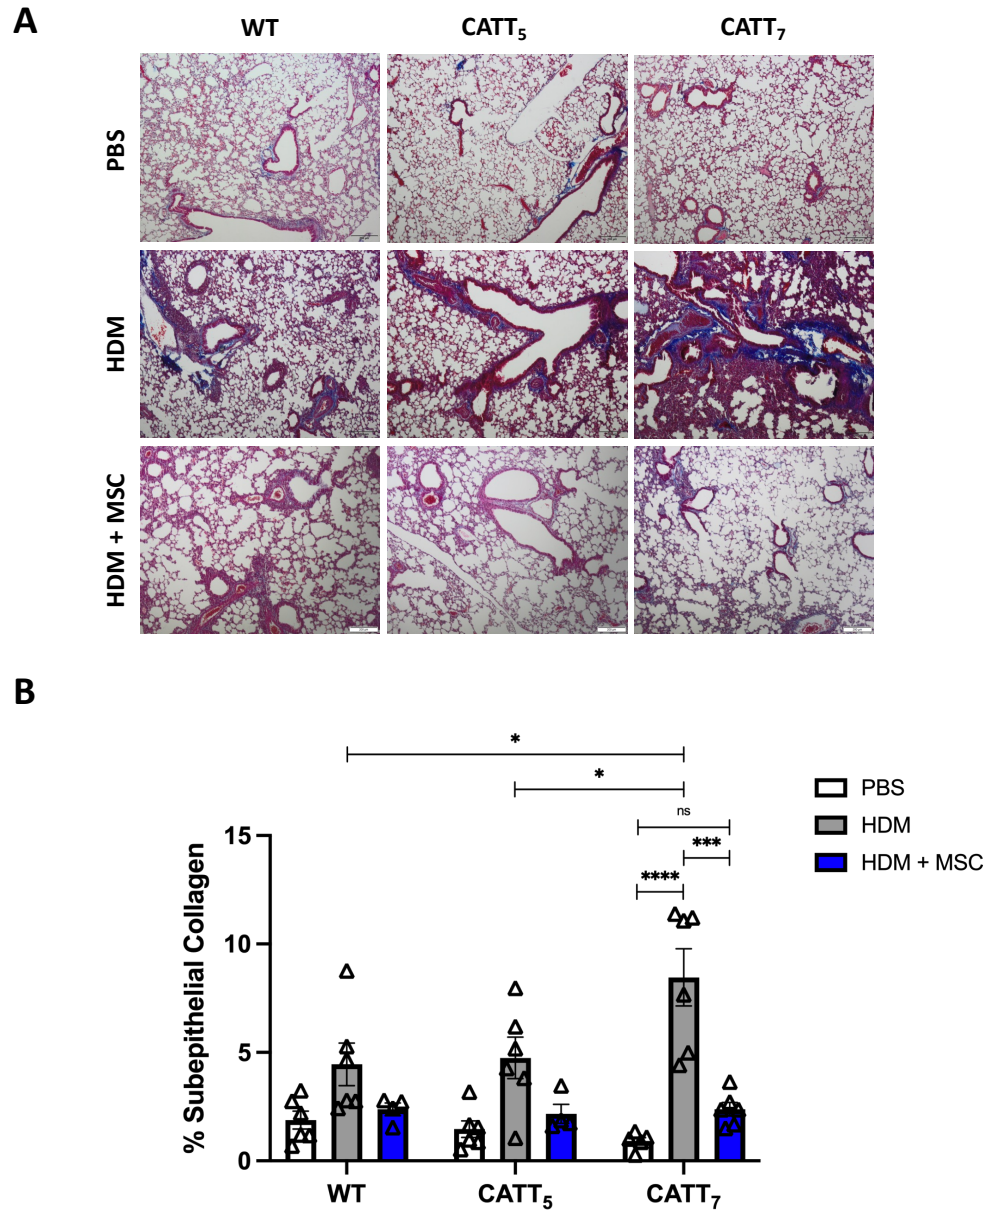 A
WT CATT₅ CATT₇
PBS
HDM
HDM + MSC
B
*
*
ns
***
****
PBS
HDM
HDM + MSC
% Subepithelial Collagen
15
10
5
0
WT CATT₅ CATT₇